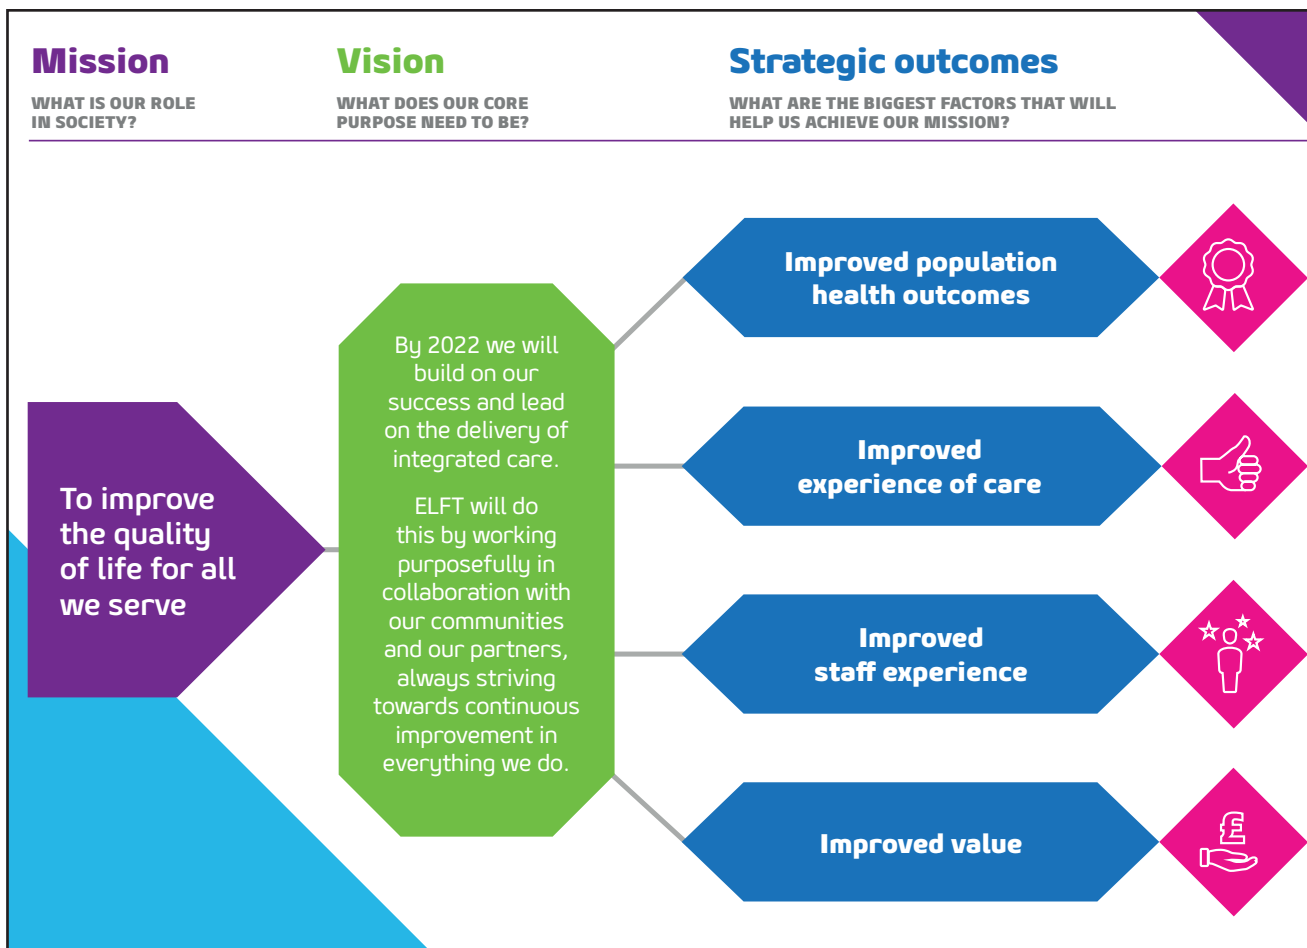 Mission
WHAT IS OUR ROLE
IN SOCIETY?
Vision
WHAT DOES OUR CORE
PURPOSE NEED TO BE?
Strategic outcomes
WHAT ARE THE BIGGEST FACTORS THAT WILL
HELP US ACHIEVE OUR MISSION?
To improve
the quality
of life for all
we serve
By 2022 we will
build on our
success and lead
on the delivery of
integrated care.
ELFT will do
this by working
purposefully in
collaboration with
our communities
and our partners,
always striving
towards continuous
improvement in
everything we do.
Improved population
health outcomes
Improved
experience of care
Improved
staff experience
Improved value
£